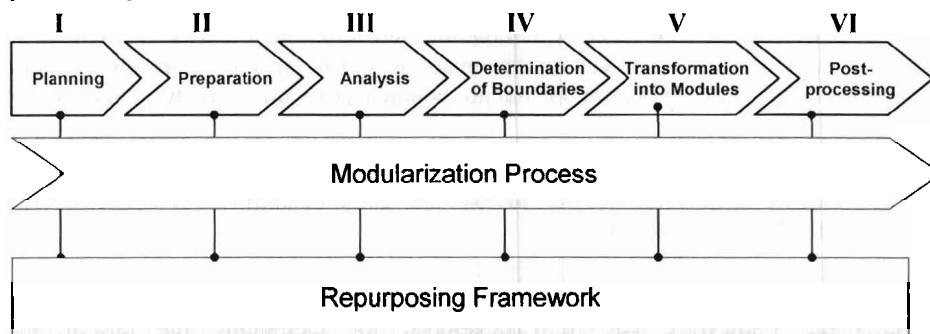 I II III IV V VI
Planning
Preparation
Analysis
Determination
of Boundaries
Transformation
into Modules
Post-
processing
Modularization Process
Repurposing Framework